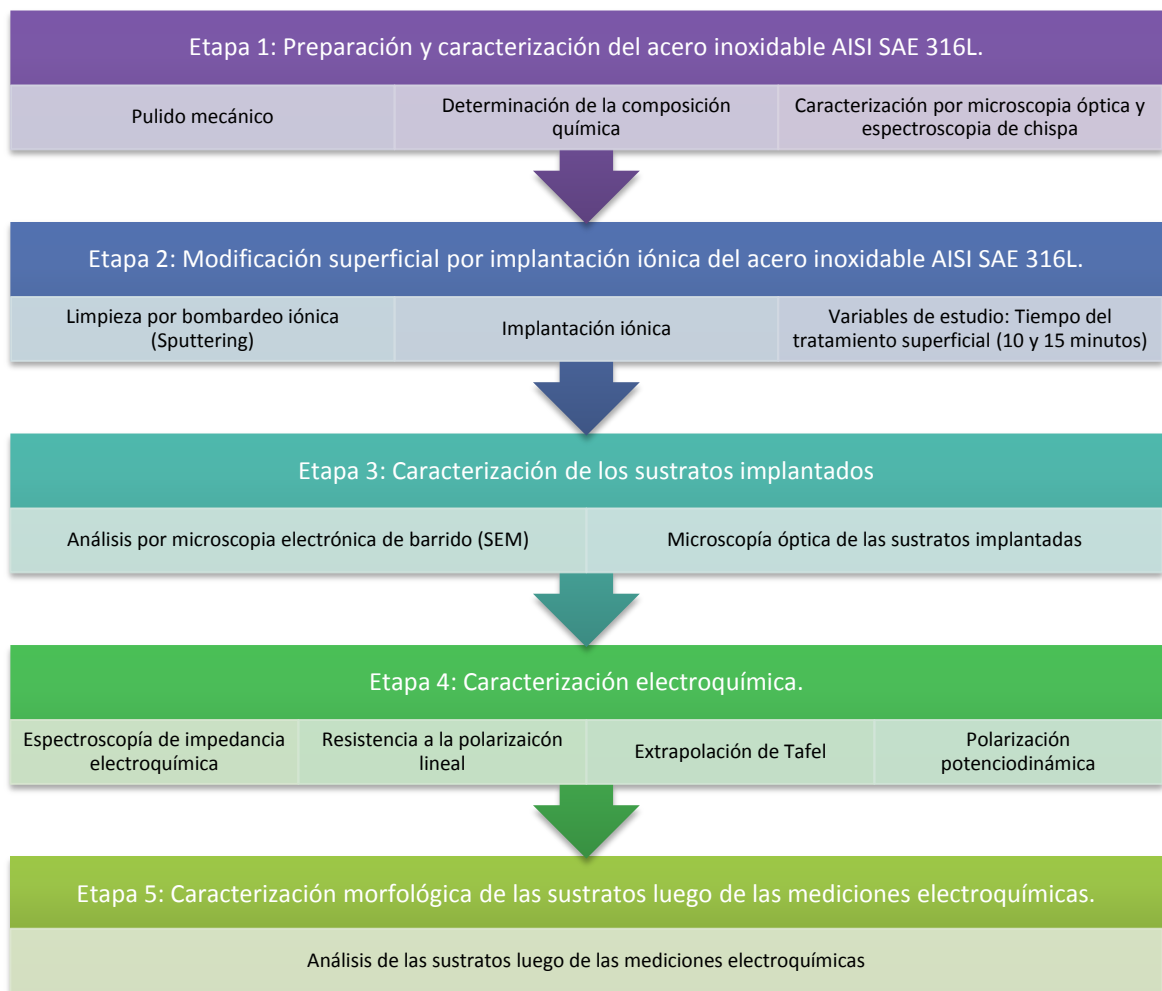 Etapa 1: Preparación y caracterización del acero inoxidable AISI SAE 316L.
Pulido mecánico
Determinación de la composición
química
Caracterización por microscopia óptica y
espectroscopia de chispa
Etapa 2: Modificación superficial por implantación iónica del acero inoxidable AISI SAE 316L.
Limpieza por bombardeo iónica
(Sputtering)
Implantación iónica
Variables de estudio: Tiempo del
tratamiento superficial (10 y 15 minutos)
Etapa 3: Caracterización de los sustratos implantados
Análisis por microscopia electrónica de barrido (SEM)
Microscopía óptica de las sustratos implantadas
Etapa 4: Caracterización electroquímica.
Espectroscopía de impedancia
electroquímica
Resistencia a la polarizaicón
lineal
Extrapolación de Tafel
Polarización
potenciodinámica
Etapa 5: Caracterización morfológica de las sustratos luego de las mediciones electroquímicas.
Análisis de las sustratos luego de las mediciones electroquímicas